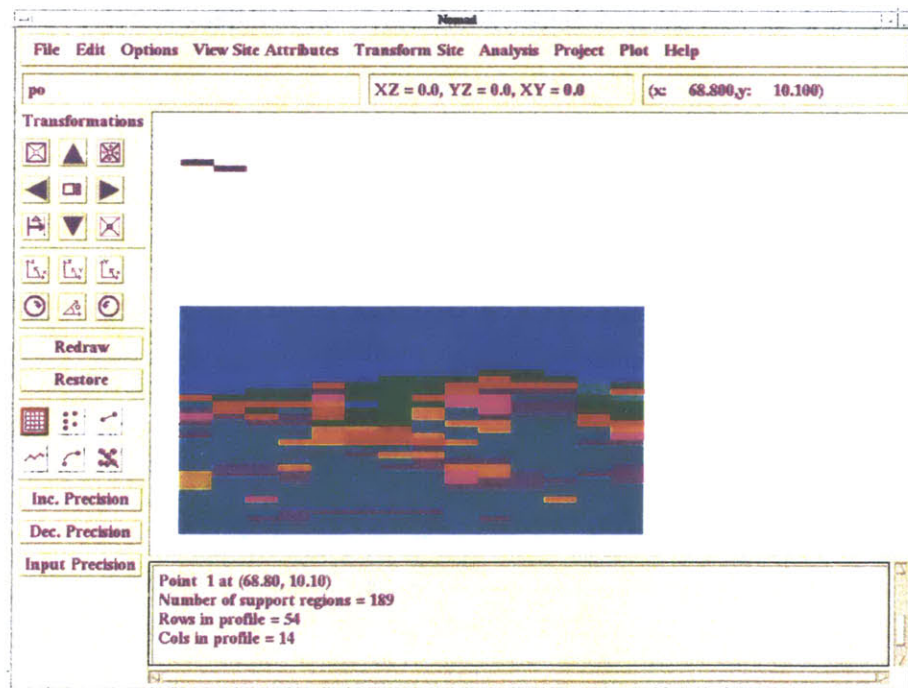 Nomad
File Edit Options View Site Attributes Transform Site Analysis Project Plot Help
po
XZ = 0.0, YZ = 0.0, XY = 0.0
(x: 68.800,y: 10.100)
Transformations
Redraw
Restore
Inc. Precision
Dec. Precision
Input Precision
Point 1 at (68.80, 10.10)
Number of support regions = 189
Rows in profile = 54
Cols in profile = 14